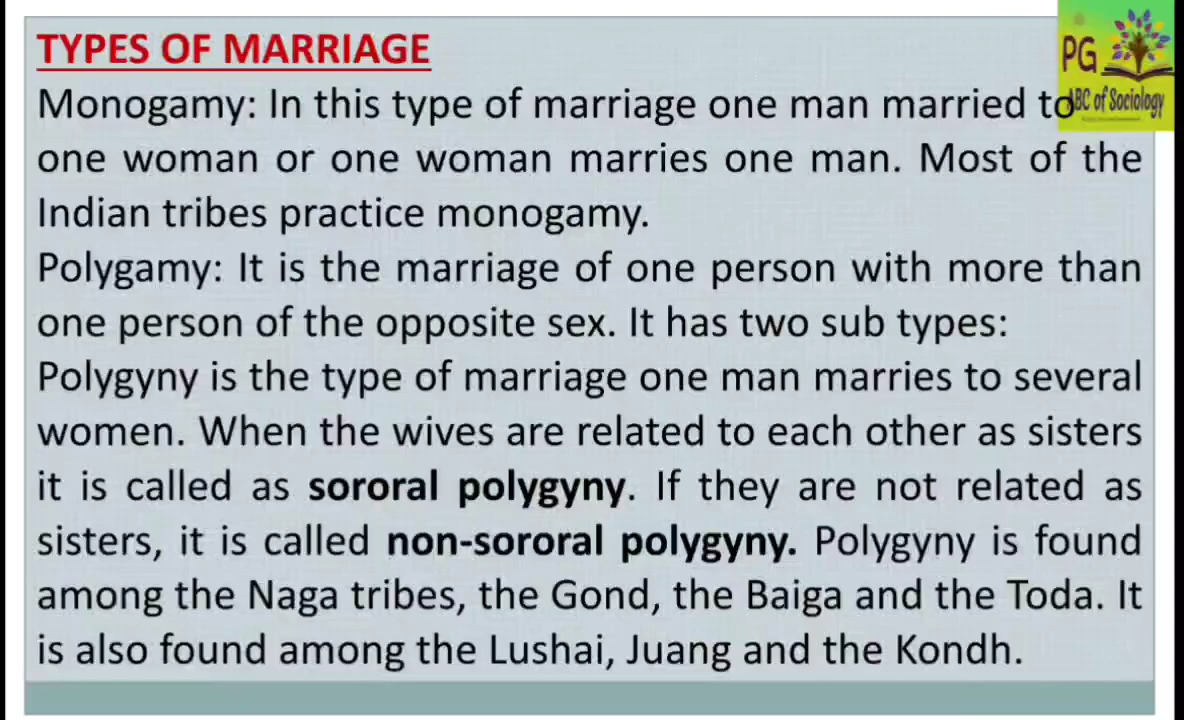 TYPES OF MARRIAGE
Monogamy: In this type of marriage one man married to
one woman or one woman marries one man. Most of the
Indian tribes practice monogamy.
Polygamy: It is the marriage of one person with more than
one person of the opposite sex. It has two sub types:
Polygyny is the type of marriage one man marries to several
women. When the wives are related to each other as sisters
it is called as sororal polygyny. If they are not related as
sisters, it is called non-sororal polygyny. Polygyny is found
among the Naga tribes, the Gond, the Baiga and the Toda. It
is also found among the Lushai, Juang and the Kondh.
PG
ABC of Sociology